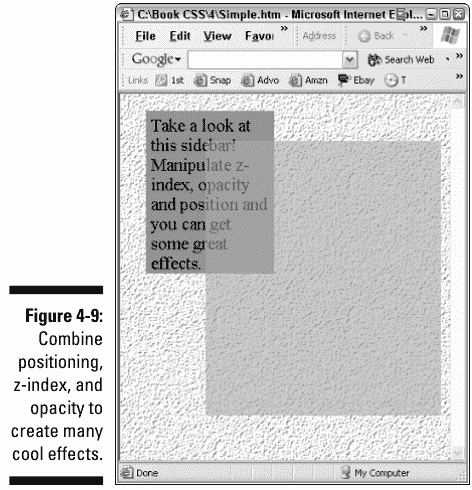 C:\Book CSS\4\Simple.htm - Microsoft Internet Expl...
File Edit View Favor » Address Back »
Google Search Web »
Links 1st Snap Advo Amzn Ebay T »
Take a look at
this sidebar!
Manipulate z-
index, opacity
and position and
you can get
some great
effects.
Figure 4-9:
Combine
positioning,
z-index, and
opacity to
create many
cool effects.
Done My Computer